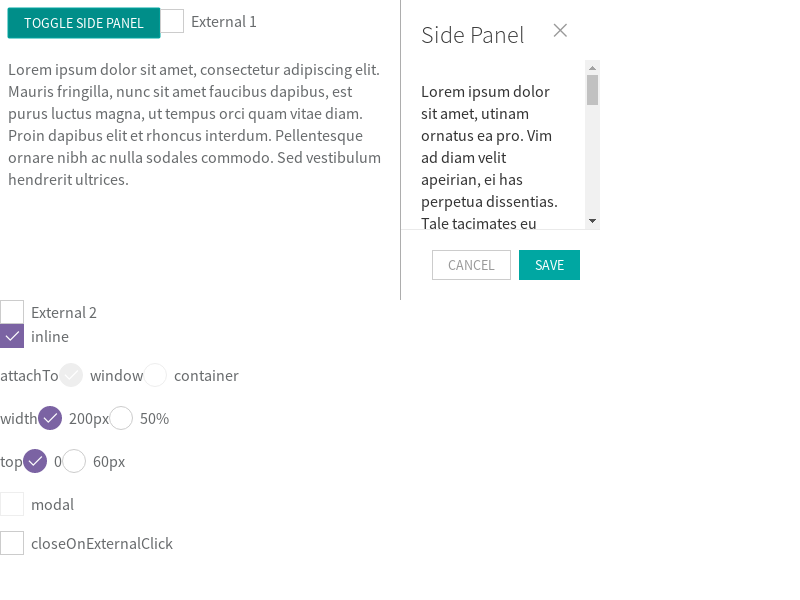 TOGGLE SIDE PANEL External 1
Lorem ipsum dolor sit amet, consectetur adipiscing elit.
Mauris fringilla, nunc sit amet faucibus dapibus, est
purus luctus magna, ut tempus orci quam vitae diam.
Proin dapibus elit et rhoncus interdum. Pellentesque
ornare nibh ac nulla sodales commodo. Sed vestibulum
hendrerit ultrices.
Side Panel
Lorem ipsum dolor
sit amet, utinam
ornatus ea pro. Vim
ad diam velit
apeirian, ei has
perpetua dissentias.
Tale tacimates eu
CANCEL SAVE
External 2
inline
attachTo window container
width 200px 50%
top 0 60px
modal
closeOnExternalClick